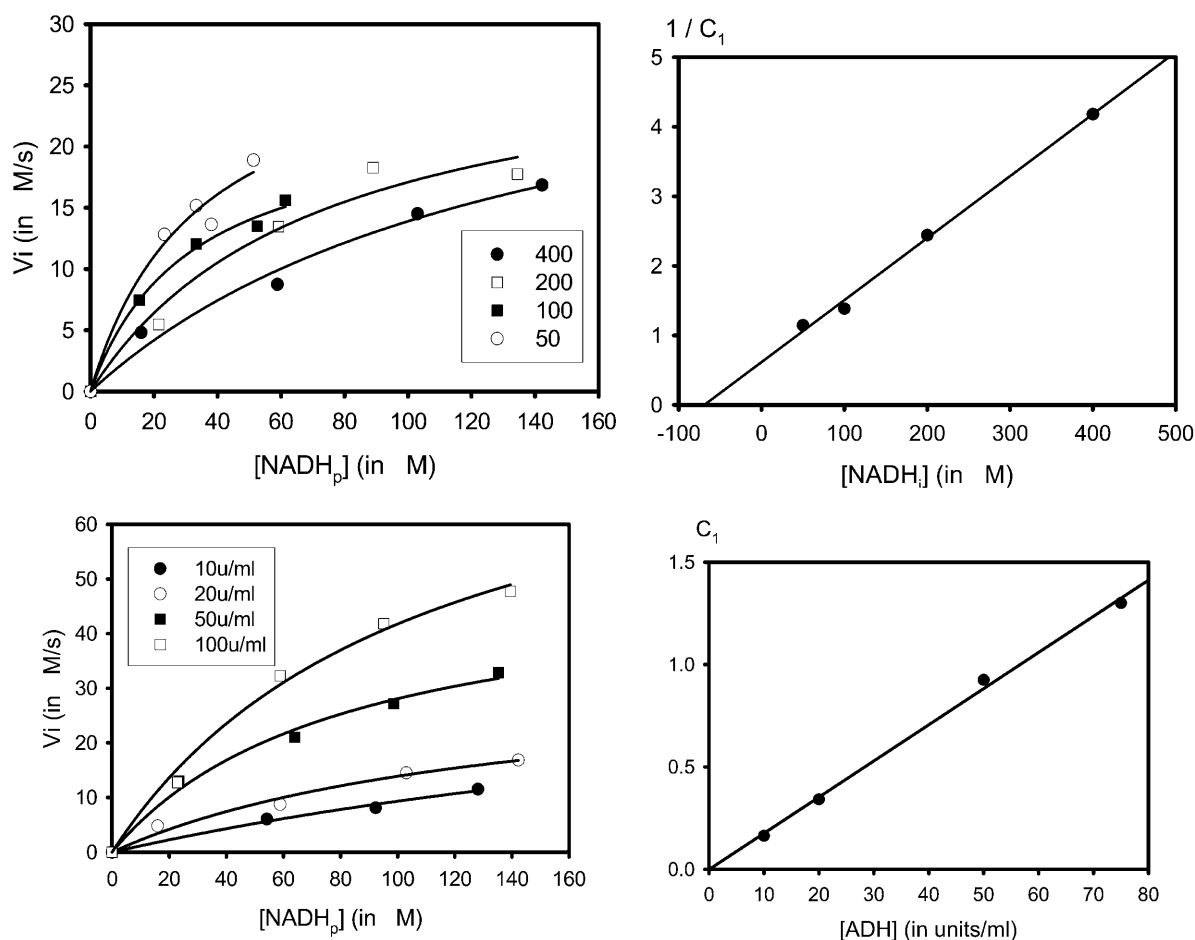 30
25
20
15
10
5
0
Vi (in M/s)
400
200
100
50
0 20 40 60 80 100 120 140 160
[NADHp] (in M)
1 / C1
5
4
3
2
1
0
-100 0 100 200 300 400 500
[NADHi] (in M)
60
50
40
30
20
10
0
Vi (in M/s)
10u/ml
20u/ml
50u/ml
100u/ml
0 20 40 60 80 100 120 140 160
[NADHp] (in M)
C1
1.5
1.0
0.5
0.0
0 10 20 30 40 50 60 70 80
[ADH] (in units/ml)